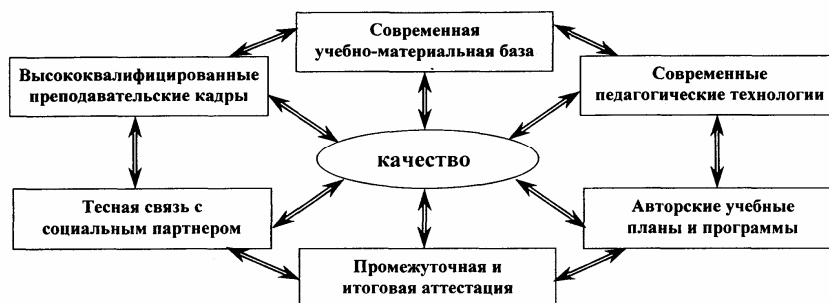 Современная
учебно-материальная база
Высококвалифицированные
преподавательские кадры
Современные
педагогические технологии
качество
Тесная связь с
социальным партнером
Авторские учебные
планы и программы
Промежуточная и
итоговая аттестация